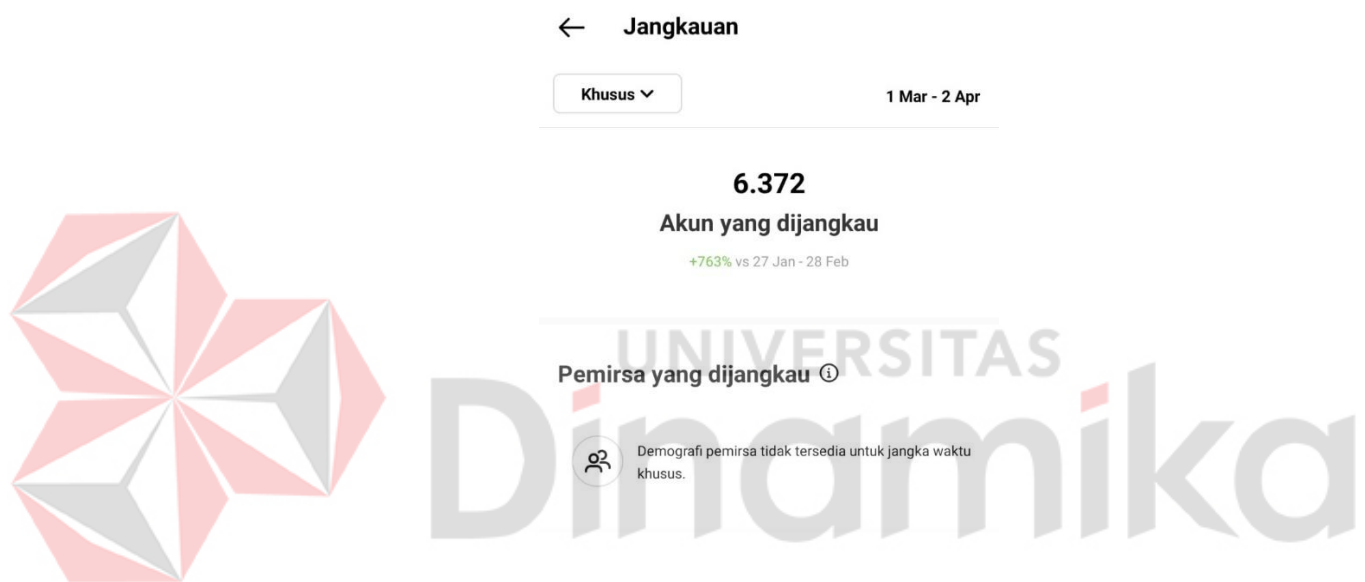 Jangkauan
Khusus
1 Mar - 2 Apr
6.372
Akun yang dijangkau
+763% vs 27 Jan - 28 Feb
UNIVERSITAS
Dinamika
Pemirsa yang dijangkau
Demografi pemirsa tidak tersedia untuk jangka waktu
khusus.